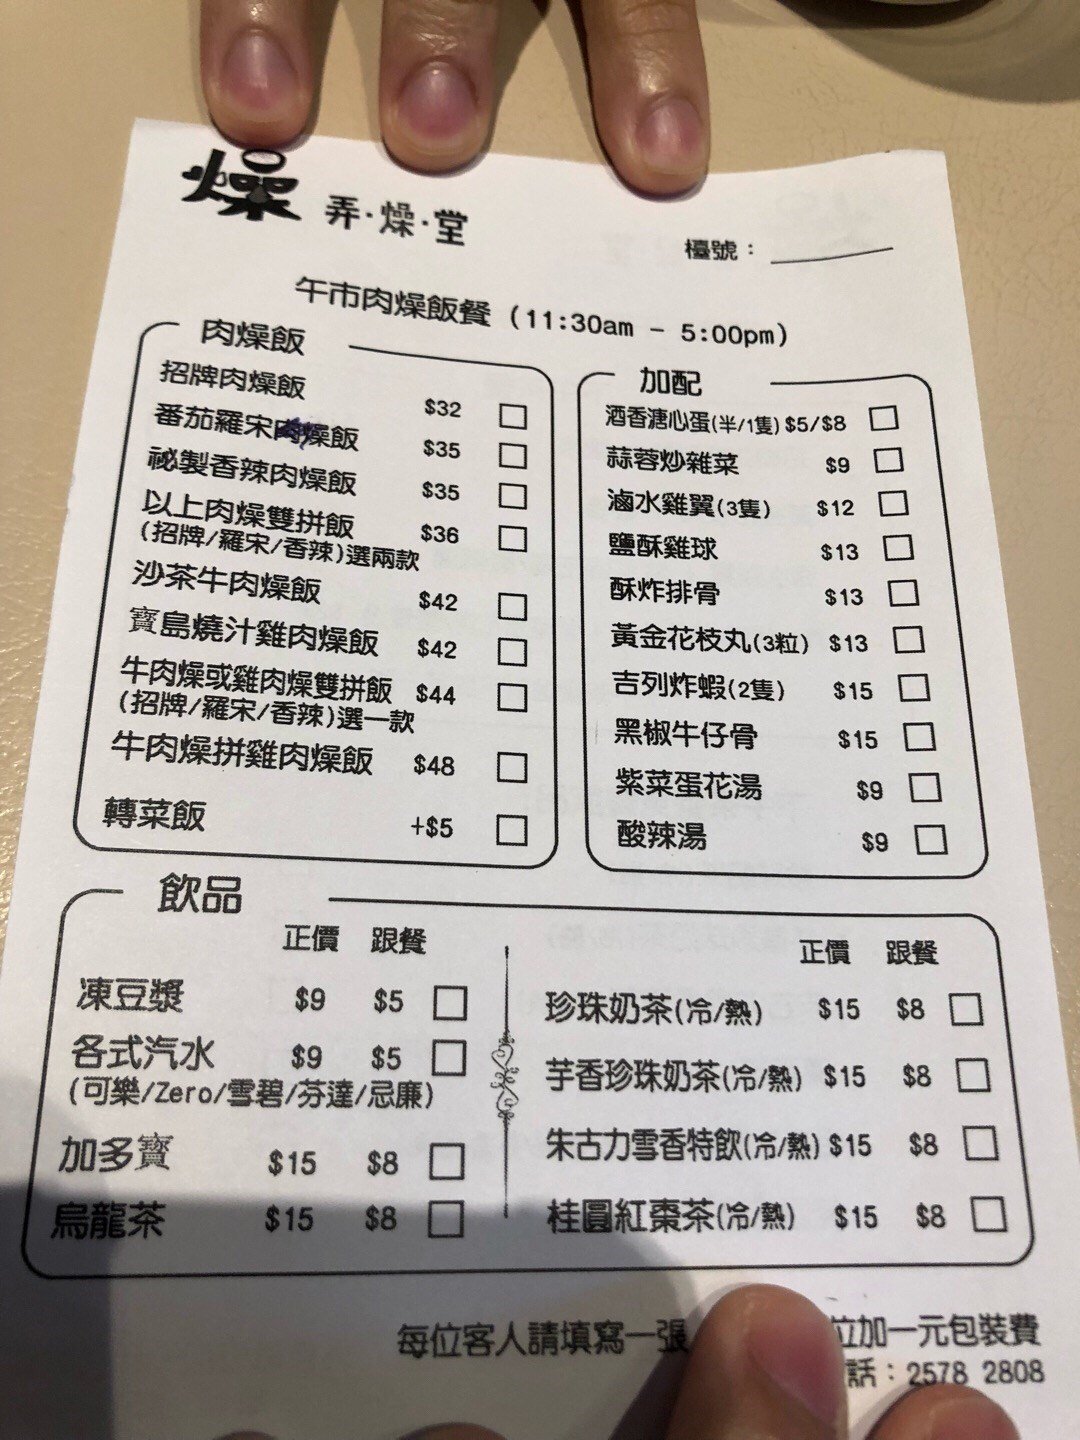 燥 弄·燥·堂
檯號：
午市肉燥飯餐 (11:30am - 5:00pm)
肉燥飯
招牌肉燥飯 $32
番茄羅宋肉燥飯 $35
祕製香辣肉燥飯 $35
以上肉燥雙拼飯 $36
(招牌/羅宋/香辣)選兩款
沙茶牛肉燥飯 $42
寶島燒汁雞肉燥飯 $42
牛肉燥或雞肉燥雙拼飯 $44
(招牌/羅宋/香辣)選一款
牛肉燥拼雞肉燥飯 $48
轉菜飯 +$5
加配
酒香溏心蛋(半/1隻) $5/$8
蒜蓉炒雜菜 $9
滷水雞翼(3隻) $12
鹽酥雞球 $13
酥炸排骨 $13
黃金花枝丸(3粒) $13
吉列炸蝦(2隻) $15
黑椒牛仔骨 $15
紫菜蛋花湯 $9
酸辣湯 $9
飲品
正價 跟餐
凍豆漿 $9 $5
各式汽水 $9 $5
(可樂/Zero/雪碧/芬達/忌廉)
加多寶 $15 $8
烏龍茶 $15 $8
正價 跟餐
珍珠奶茶(冷/熱) $15 $8
芋香珍珠奶茶(冷/熱) $15 $8
朱古力雪香特飲(冷/熱) $15 $8
桂圓紅棗茶(冷/熱) $15 $8
每位客人請填寫一張 位加一元包裝費
話：2578 2808